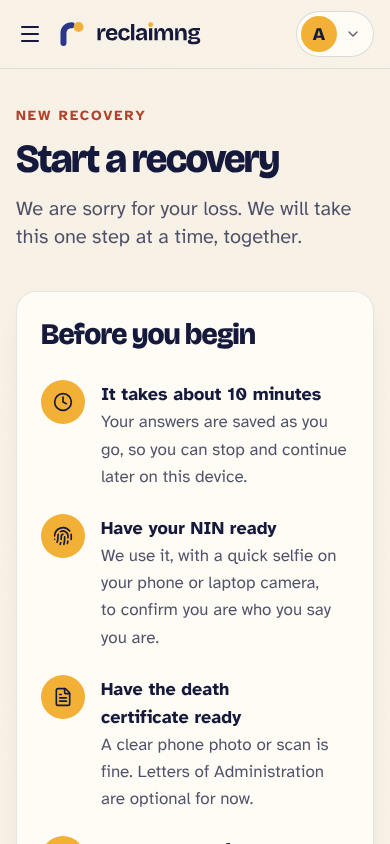 reclaimng
A
NEW RECOVERY
Start a recovery
We are sorry for your loss. We will take
this one step at a time, together.
Before you begin
It takes about 10 minutes
Your answers are saved as you
go, so you can stop and continue
later on this device.
Have your NIN ready
We use it, with a quick selfie on
your phone or laptop camera,
to confirm you are who you say
you are.
Have the death
certificate ready
A clear phone photo or scan is
fine. Letters of Administration
are optional for now.